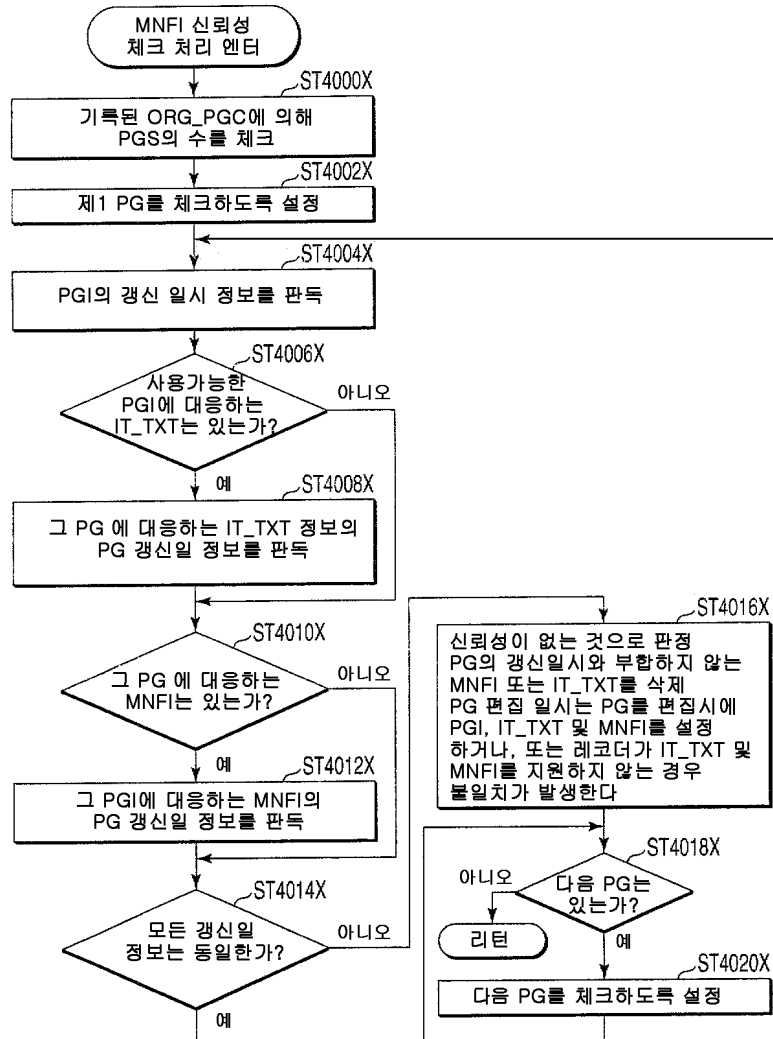 MNFI 신뢰성
체크 처리 엔터
ST4000X
기록된 ORG_PGC에 의해
PGS의 수를 체크
ST4002X
제1 PG를 체크하도록 설정
ST4004X
PGI의 갱신 일시 정보를 판독
ST4006X
사용가능한
PGI에 대응하는
IT_TXT는 있는가?
아니오
예
ST4008X
그 PG 에 대응하는 IT_TXT 정보의
PG 갱신일 정보를 판독
ST4010X
그 PG 에 대응하는
MNFI는 있는가?
아니오
예
ST4012X
그 PGI에 대응하는 MNFI의
PG 갱신일 정보를 판독
ST4014X
모든 갱신일
정보는 동일한가?
아니오
예
ST4016X
신뢰성이 없는 것으로 판정
PG의 갱신일시와 부합하지 않는
MNFI 또는 IT_TXT를 삭제
PG 편집 일시는 PG를 편집시에
PGI, IT_TXT 및 MNFI를 설정
하거나, 또는 레코더가 IT_TXT 및
MNFI를 지원하지 않는 경우
불일치가 발생한다
ST4018X
다음 PG는
있는가?
아니오
리턴
예
ST4020X
다음 PG를 체크하도록 설정